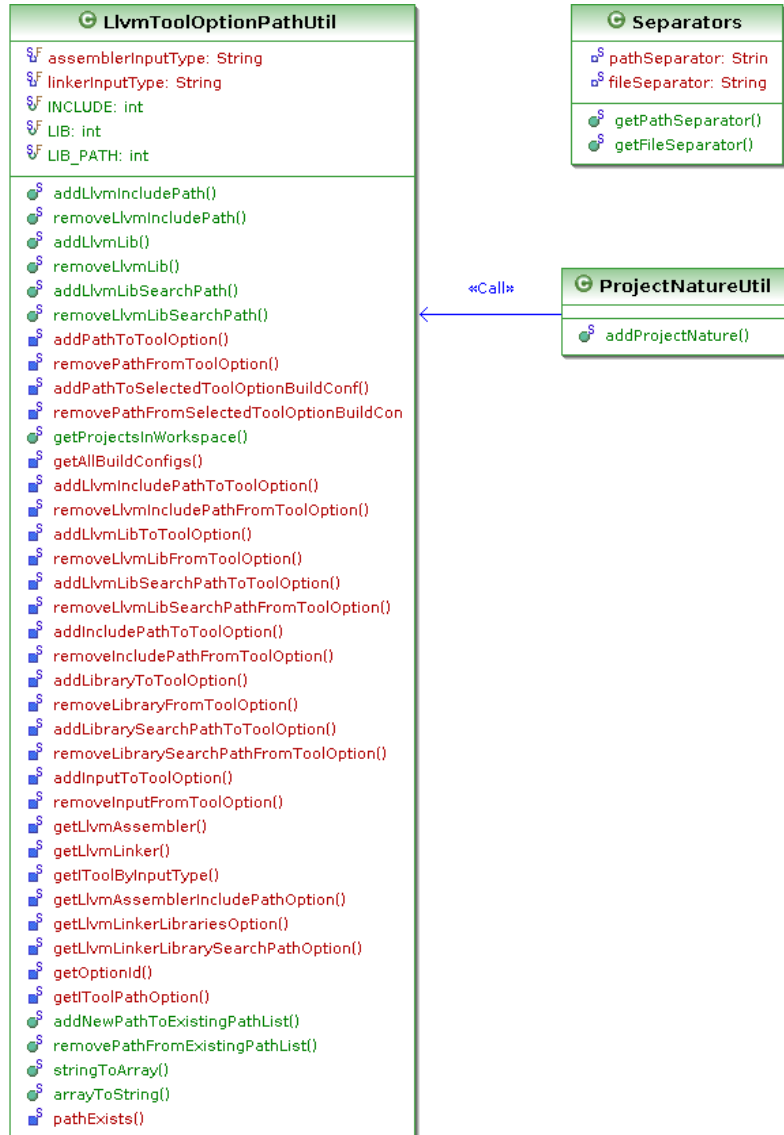 LlvmToolOptionPathUtil
assemblerInputType: String
linkerInputType: String
INCLUDE: int
LIB: int
LIB_PATH: int
addLlvmIncludePath()
removeLlvmIncludePath()
addLlvmLib()
removeLlvmLib()
addLlvmLibSearchPath()
removeLlvmLibSearchPath()
addPathToToolOption()
removePathFromToolOption()
addPathToSelectedToolOptionBuildConf()
removePathFromSelectedToolOptionBuildCon
getProjectsInWorkspace()
getAllBuildConfigs()
addLlvmIncludePathToToolOption()
removeLlvmIncludePathFromToolOption()
addLlvmLibToToolOption()
removeLlvmLibFromToolOption()
addLlvmLibSearchPathToToolOption()
removeLlvmLibSearchPathFromToolOption()
addIncludePathToToolOption()
removeIncludePathFromToolOption()
addLibraryToToolOption()
removeLibraryFromToolOption()
addLibrarySearchPathToToolOption()
removeLibrarySearchPathFromToolOption()
addInputToToolOption()
removeInputFromToolOption()
getLlvmAssembler()
getLlvmLinker()
getIToolByInputType()
getLlvmAssemblerIncludePathOption()
getLlvmLinkerLibrariesOption()
getLlvmLinkerLibrarySearchPathOption()
getOptionId()
getIToolPathOption()
addNewPathToExistingPathList()
removePathFromExistingPathList()
stringToArray()
arrayToString()
pathExists()
Separators
pathSeparator: Strin
fileSeparator: String
getPathSeparator()
getFileSeparator()
«Call»
ProjectNatureUtil
addProjectNature()